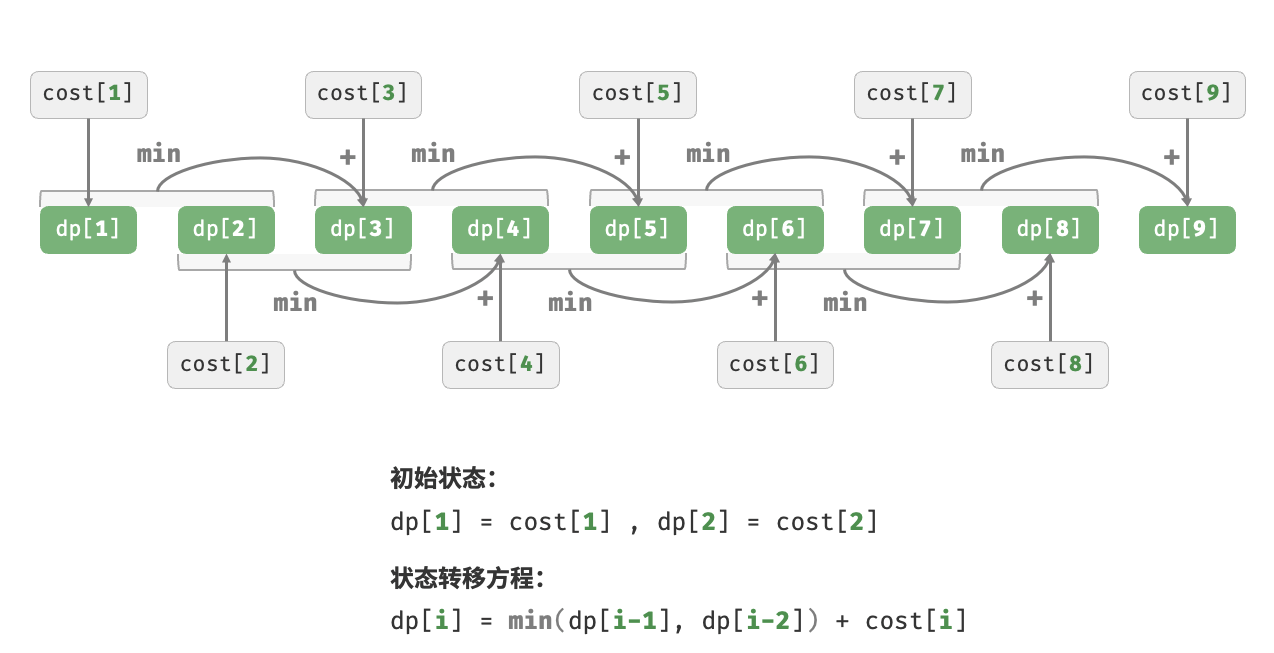 cost[1] cost[3] cost[5] cost[7] cost[9]
min + min + min + min +
dp[1] dp[2] dp[3] dp[4] dp[5] dp[6] dp[7] dp[8] dp[9]
min + min + min +
cost[2] cost[4] cost[6] cost[8]
初始状态：
dp[1] = cost[1] , dp[2] = cost[2]
状态转移方程：
dp[i] = min(dp[i-1], dp[i-2]) + cost[i]